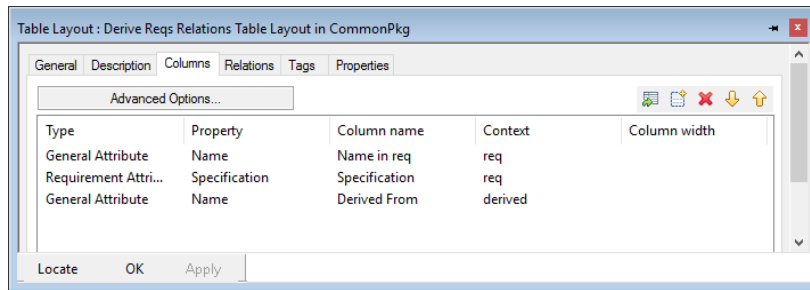 Table Layout : Derive Reqs Relations Table Layout in CommonPkg
General Description Columns Relations Tags Properties
Advanced Options...
Type Property Column name Context Column width
General Attribute Name Name in req req
Requirement Attri... Specification Specification req
General Attribute Name Derived From derived
Locate OK Apply